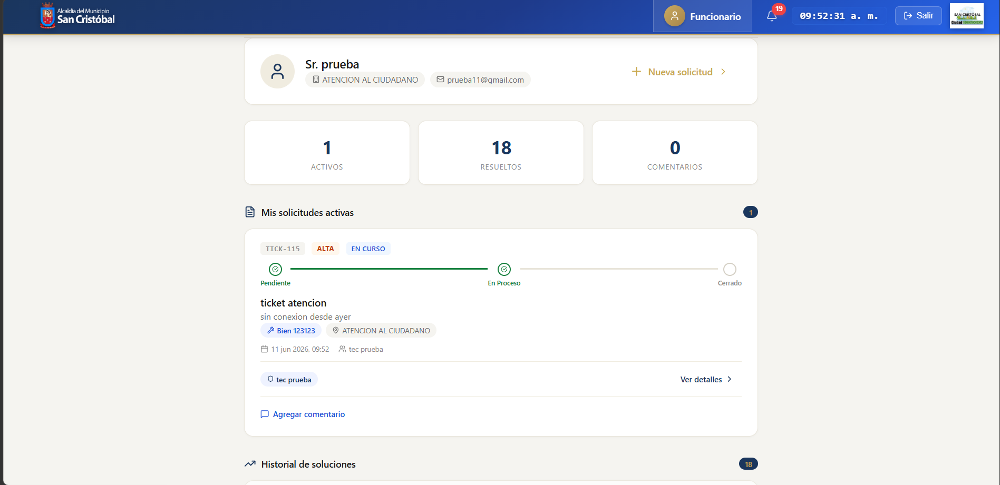 Alcaldía del Municipio
San Cristóbal
Funcionario
19
09:52:31 a. m.
Salir
SAN CRISTÓBAL
Ciudad
Sr. prueba
ATENCION AL CIUDADANO
prueba11@gmail.com
Nueva solicitud
1
ACTIVOS
18
RESUELTOS
0
COMENTARIOS
Mis solicitudes activas
1
TICK-115
ALTA
EN CURSO
Pendiente
En Proceso
Cerrado
ticket atencion
sin conexion desde ayer
Bien 123123
ATENCION AL CIUDADANO
11 jun 2026, 09:52
tec prueba
tec prueba
Ver detalles
Agregar comentario
Historial de soluciones
18